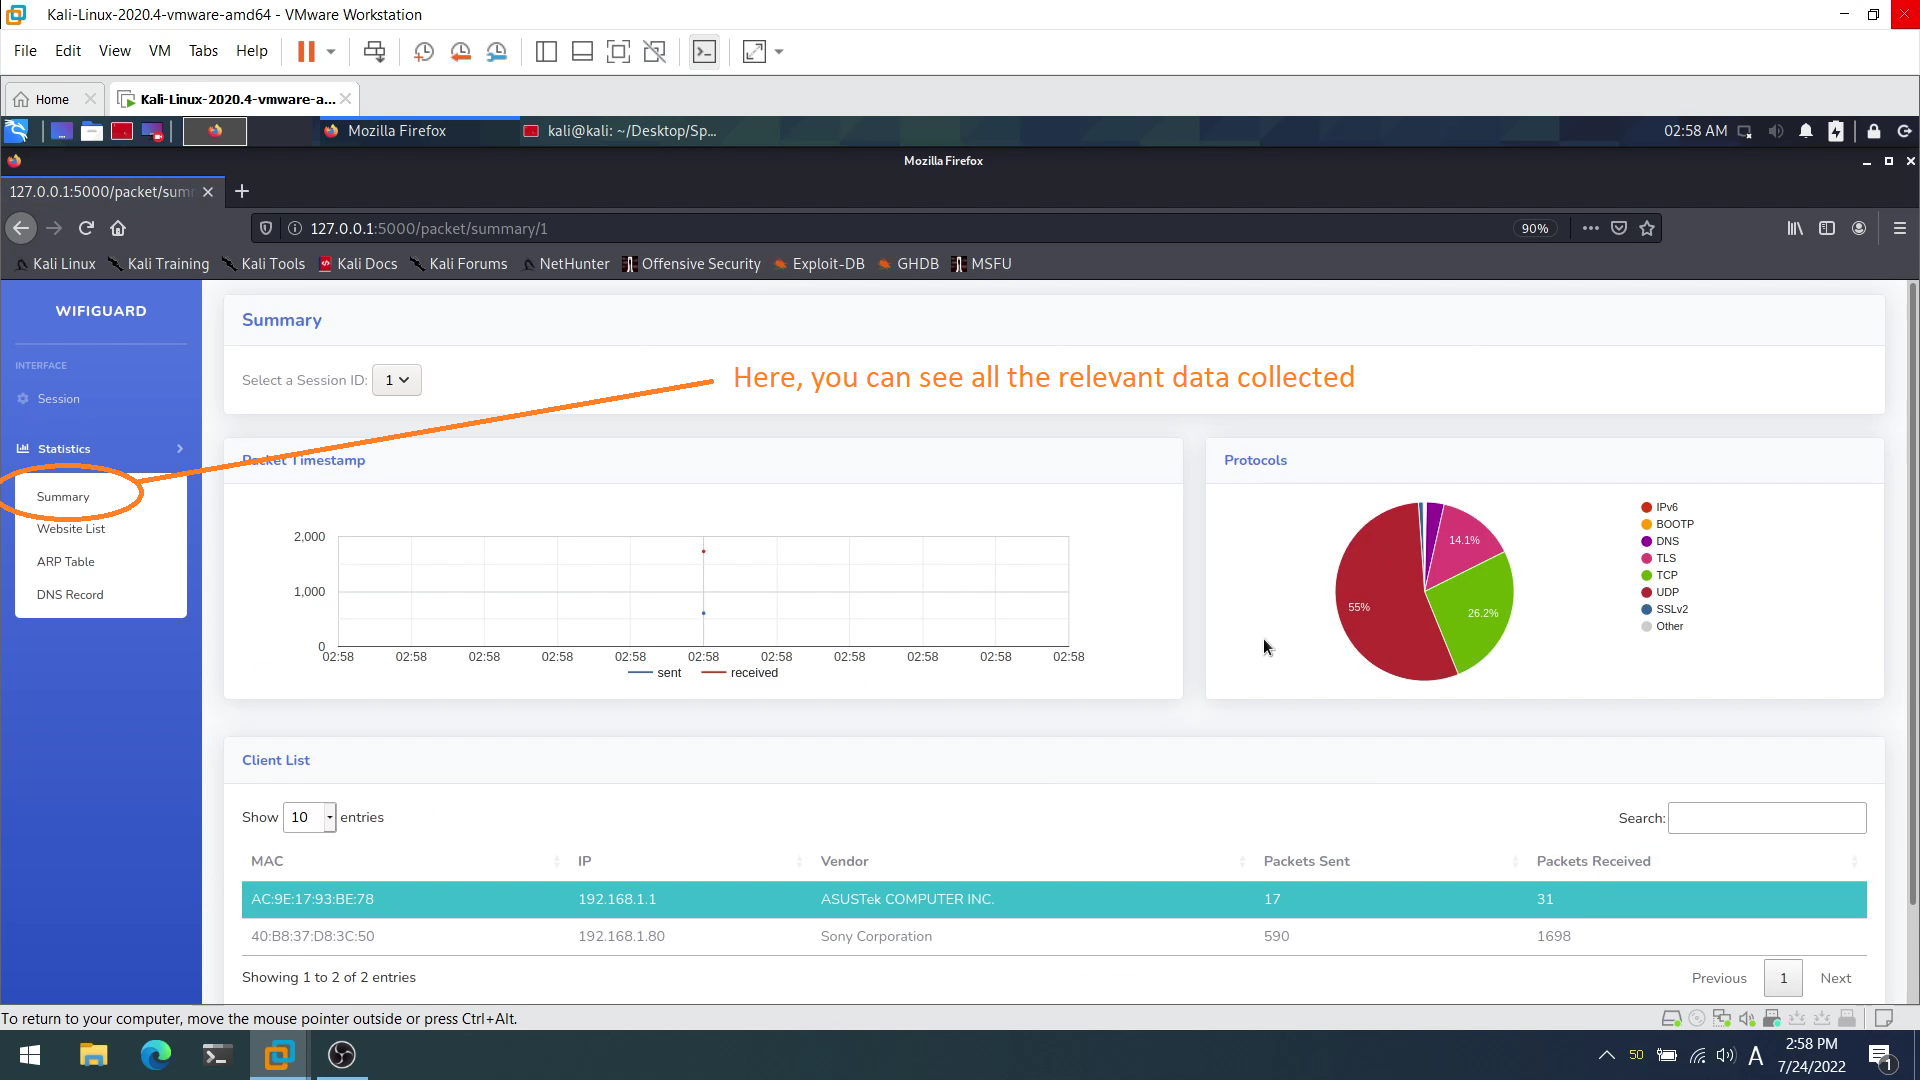 Kali-Linux-2020.4-vmware-amd64 - VMware Workstation
File Edit View VM Tabs Help
Home Kali-Linux-2020.4-vmware-a...
Mozilla Firefox kali@kali: ~/Desktop/Sp... 02:58 AM
Mozilla Firefox
127.0.0.1:5000/packet/sum
127.0.0.1:5000/packet/summary/1 90%
Kali Linux Kali Training Kali Tools Kali Docs Kali Forums NetHunter Offensive Security Exploit-DB GHDB MSFU
WIFIGUARD
INTERFACE
Session
Statistics
Summary
Website List
ARP Table
DNS Record
Summary
Select a Session ID: 1
Here, you can see all the relevant data collected
Packet Timestamp
2,000
1,000
0
02:58 02:58 02:58 02:58 02:58 02:58 02:58 02:58 02:58 02:58 02:58
sent received
Protocols
14.1%
26.2%
55%
IPv6
BOOTP
DNS
TLS
TCP
UDP
SSLv2
Other
Client List
Show 10 entries Search:
MAC IP Vendor Packets Sent Packets Received
AC:9E:17:93:BE:78 192.168.1.1 ASUSTek COMPUTER INC. 17 31
40:B8:37:D8:3C:50 192.168.1.80 Sony Corporation 590 1698
Showing 1 to 2 of 2 entries Previous 1 Next
To return to your computer, move the mouse pointer outside or press Ctrl+Alt.
50 A 2:58 PM
7/24/2022
1